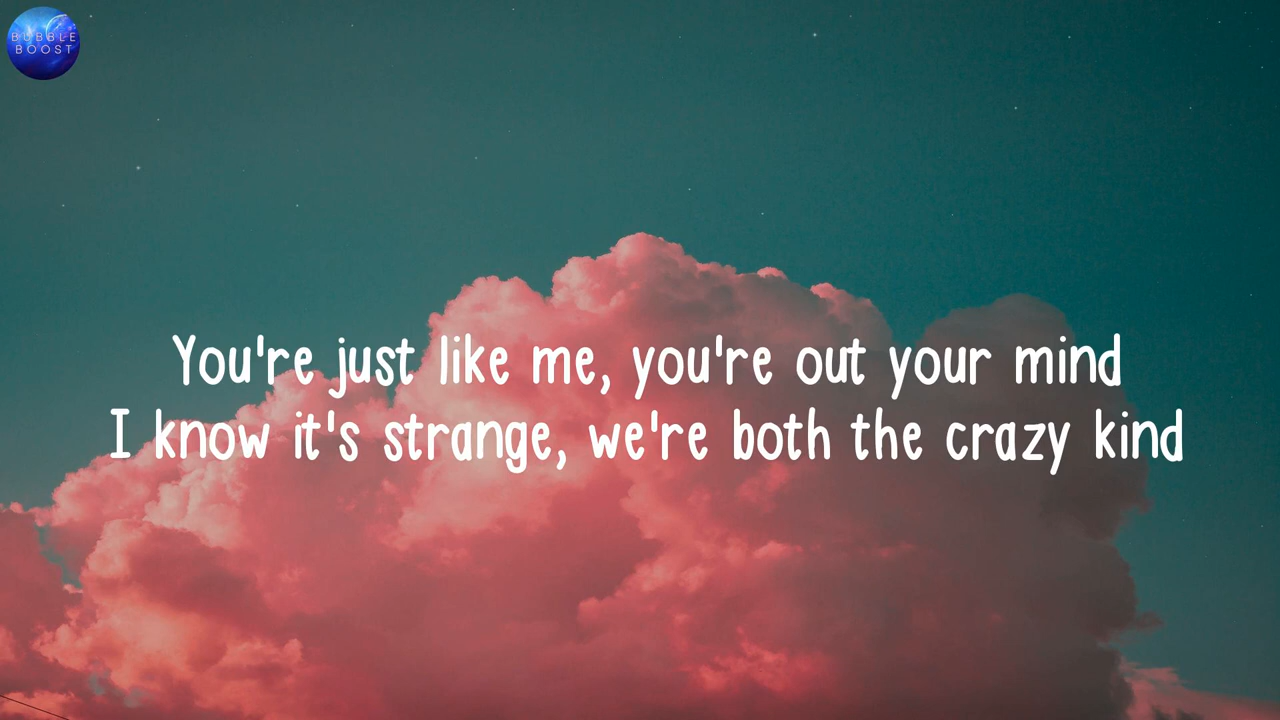 BUBBLE
BOOST
You're just like me, you're out your mind
I know it's strange, we're both the crazy kind